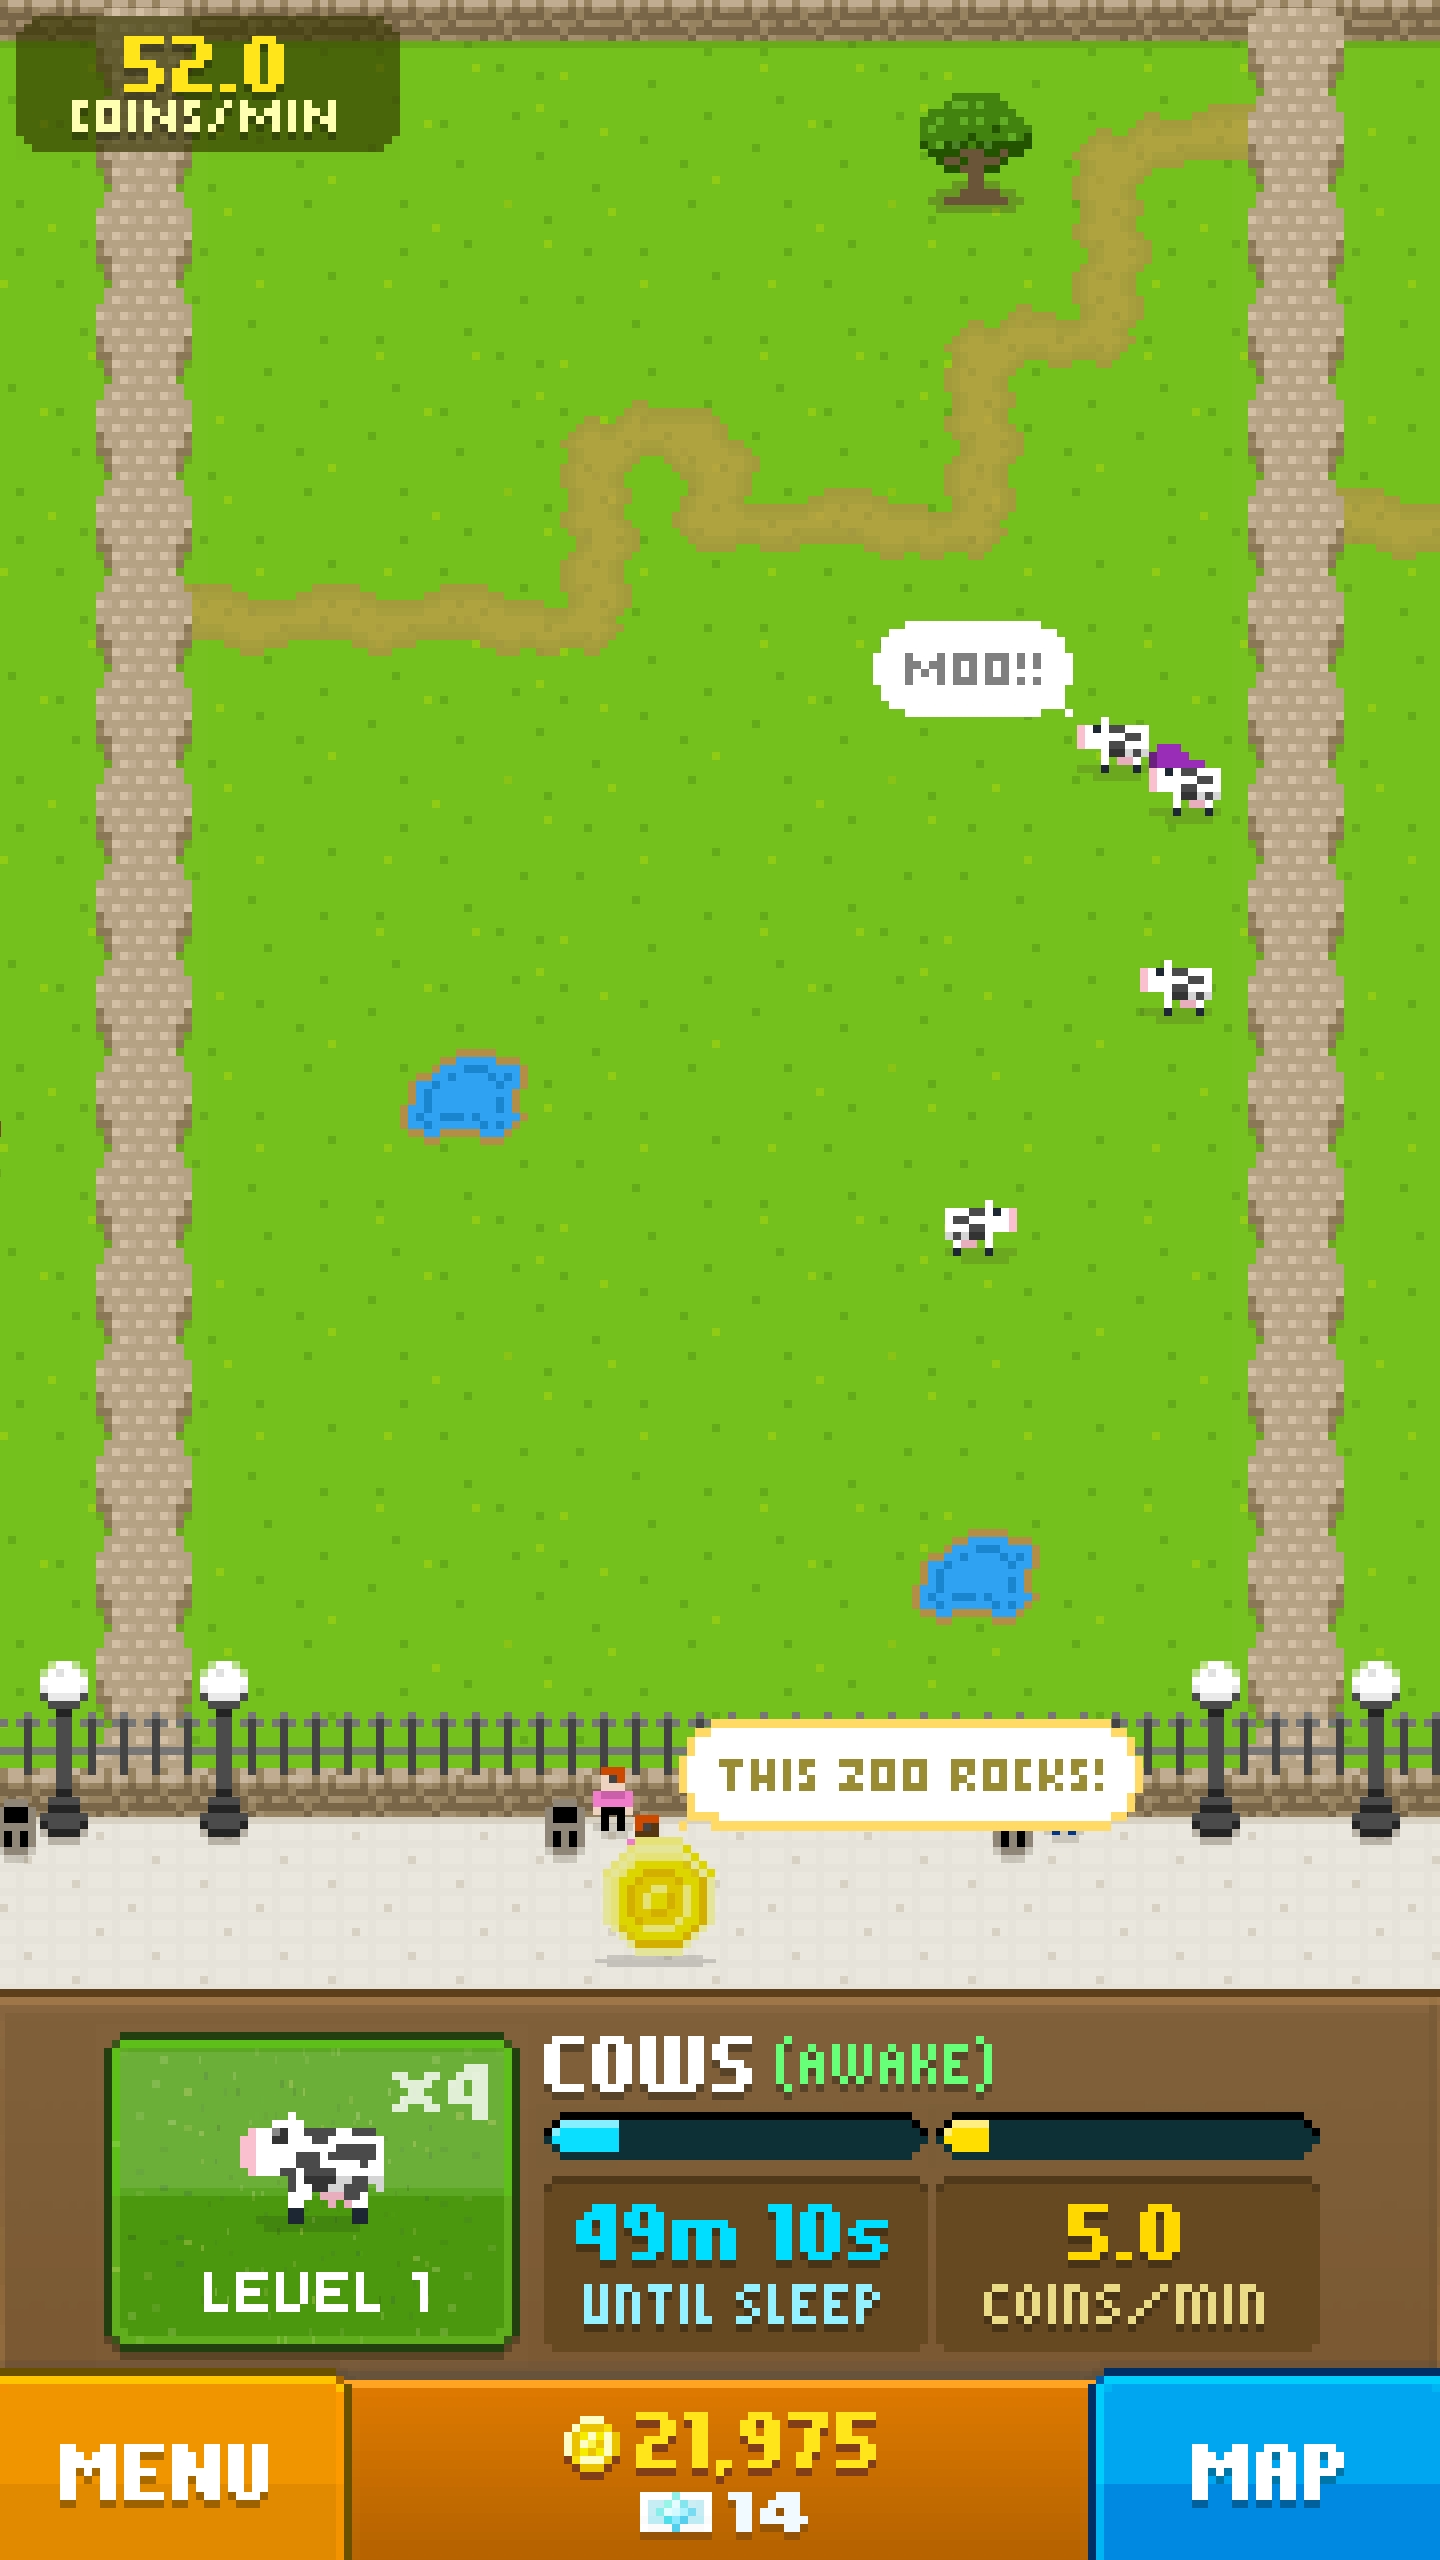 52.0
COINS/MIN
MOO!!
THIS ZOO ROCKS!
x4
LEVEL 1
COWS (AWAKE)
49m 10s
UNTIL SLEEP
5.0
COINS/MIN
MENU
21,975
14
MAP